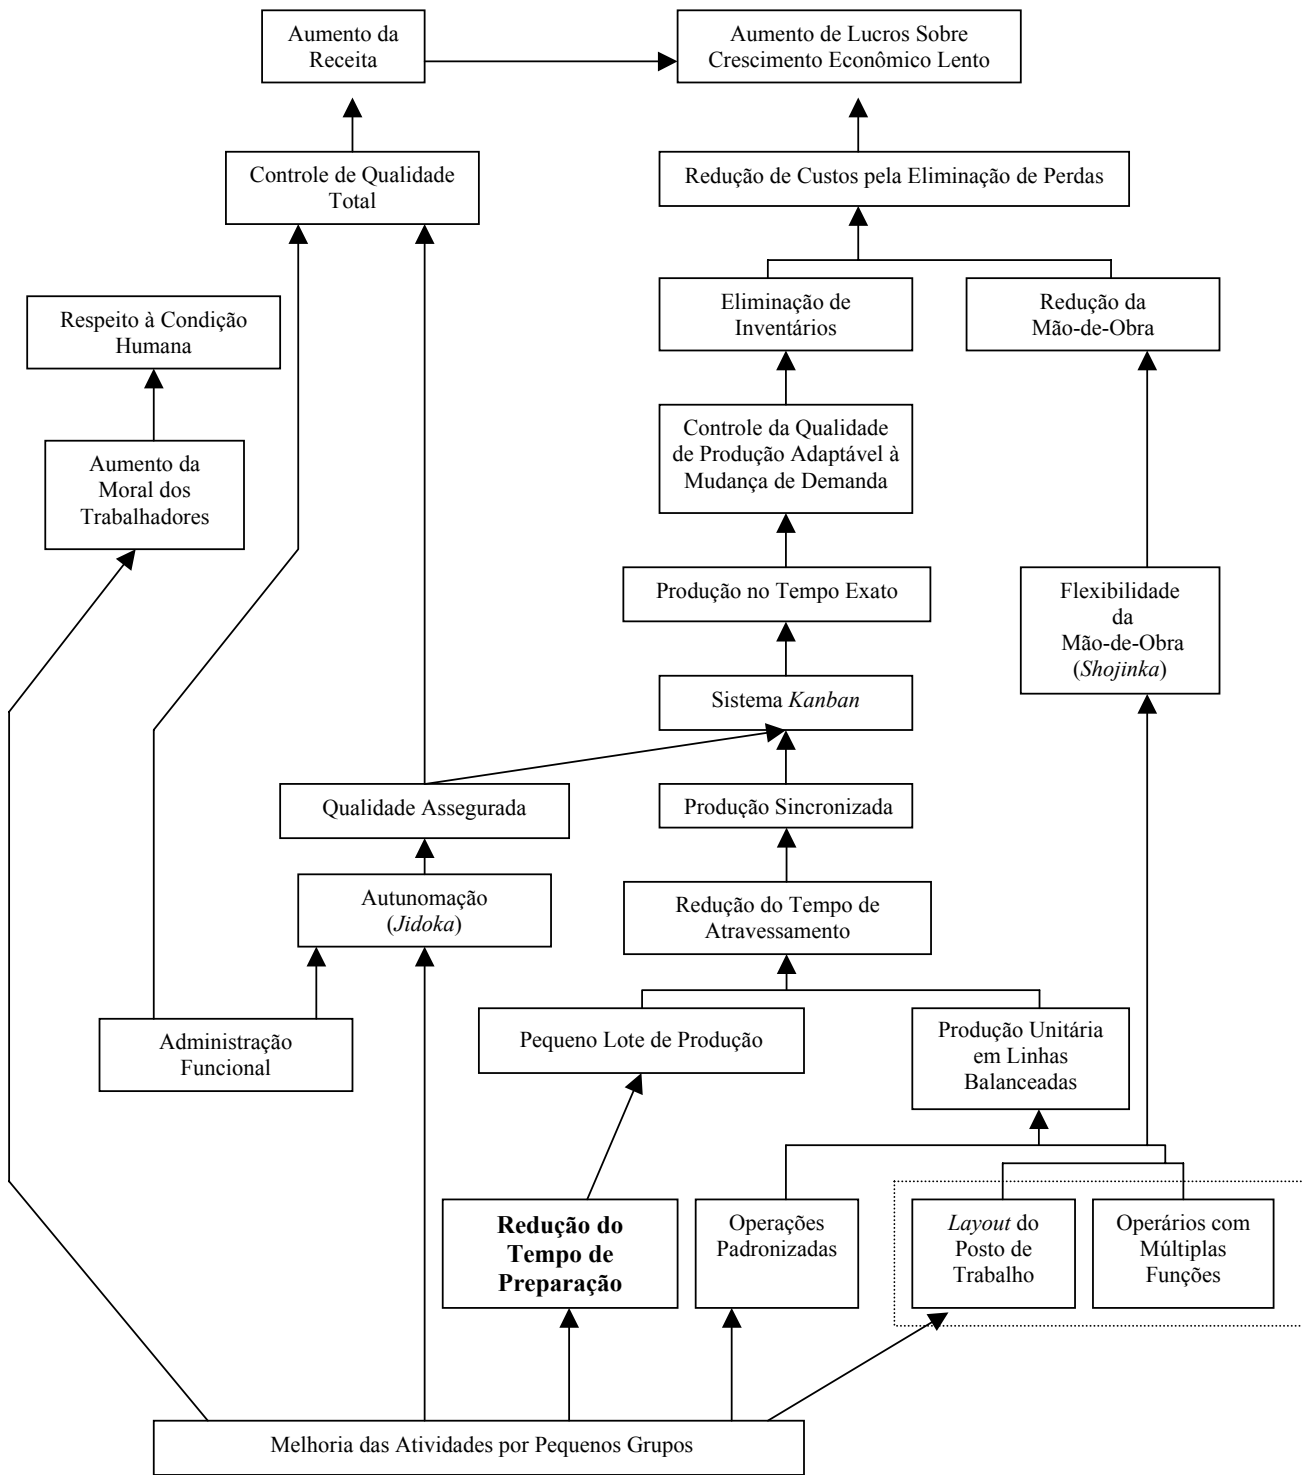 Aumento da
Receita
Aumento de Lucros Sobre
Crescimento Econômico Lento
Controle de Qualidade
Total
Redução de Custos pela Eliminação de Perdas
Eliminação de
Inventários
Redução da
Mão-de-Obra
Respeito à Condição
Humana
Controle da Qualidade
de Produção Adaptável à
Mudança de Demanda
Aumento da
Moral dos
Trabalhadores
Produção no Tempo Exato
Flexibilidade
da
Mão-de-Obra
(Shojinka)
Sistema Kanban
Qualidade Assegurada
Produção Sincronizada
Autunomação
(Jidoka)
Redução do Tempo de
Atravessamento
Administração
Funcional
Pequeno Lote de Produção
Produção Unitária
em Linhas
Balanceadas
Redução do
Tempo de
Preparação
Operações
Padronizadas
Layout do
Posto de
Trabalho
Operários com
Múltiplas
Funções
Melhoria das Atividades por Pequenos Grupos